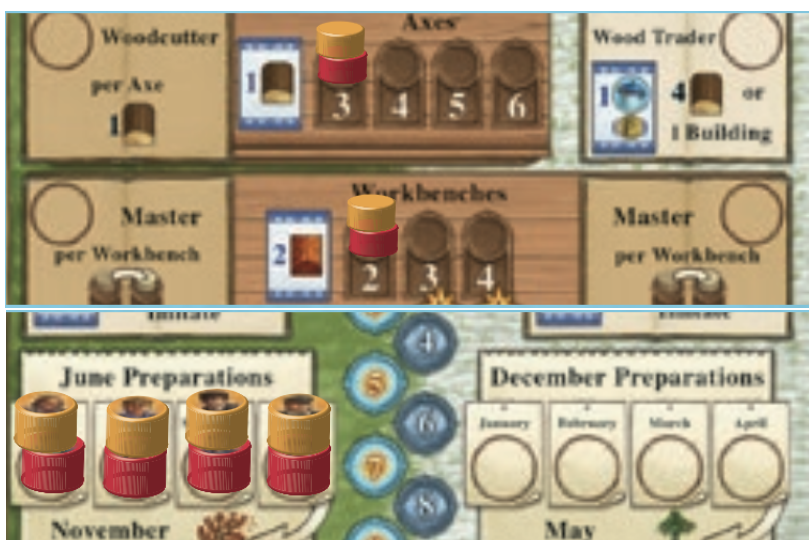 Axes
Woodcutter
Wood Trader
per Axe
1
1
3 4 5 6
1
4 or
1 Building
Workbenches
Master
Master
per Workbench
per Workbench
2
2 3 4
4
June Preparations
5
December Preparations
January February March April
6
7
8
November
May